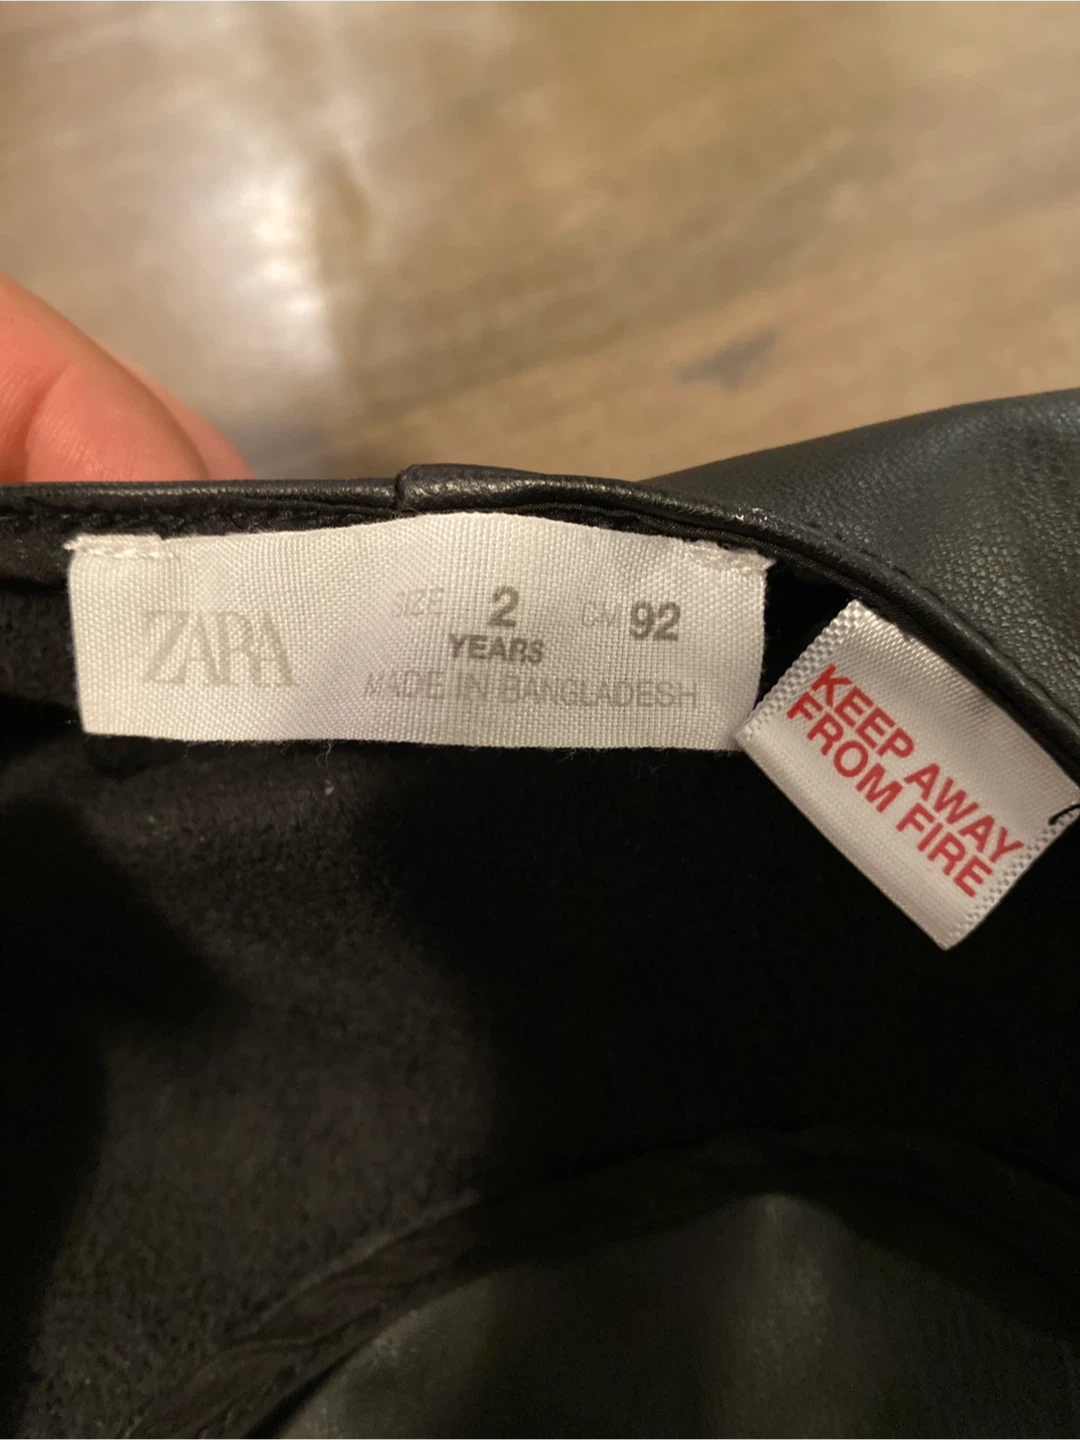 ZARA
SIZE 2 CM 92
YEARS
MADE IN BANGLADESH
KEEP AWAY
FROM FIRE